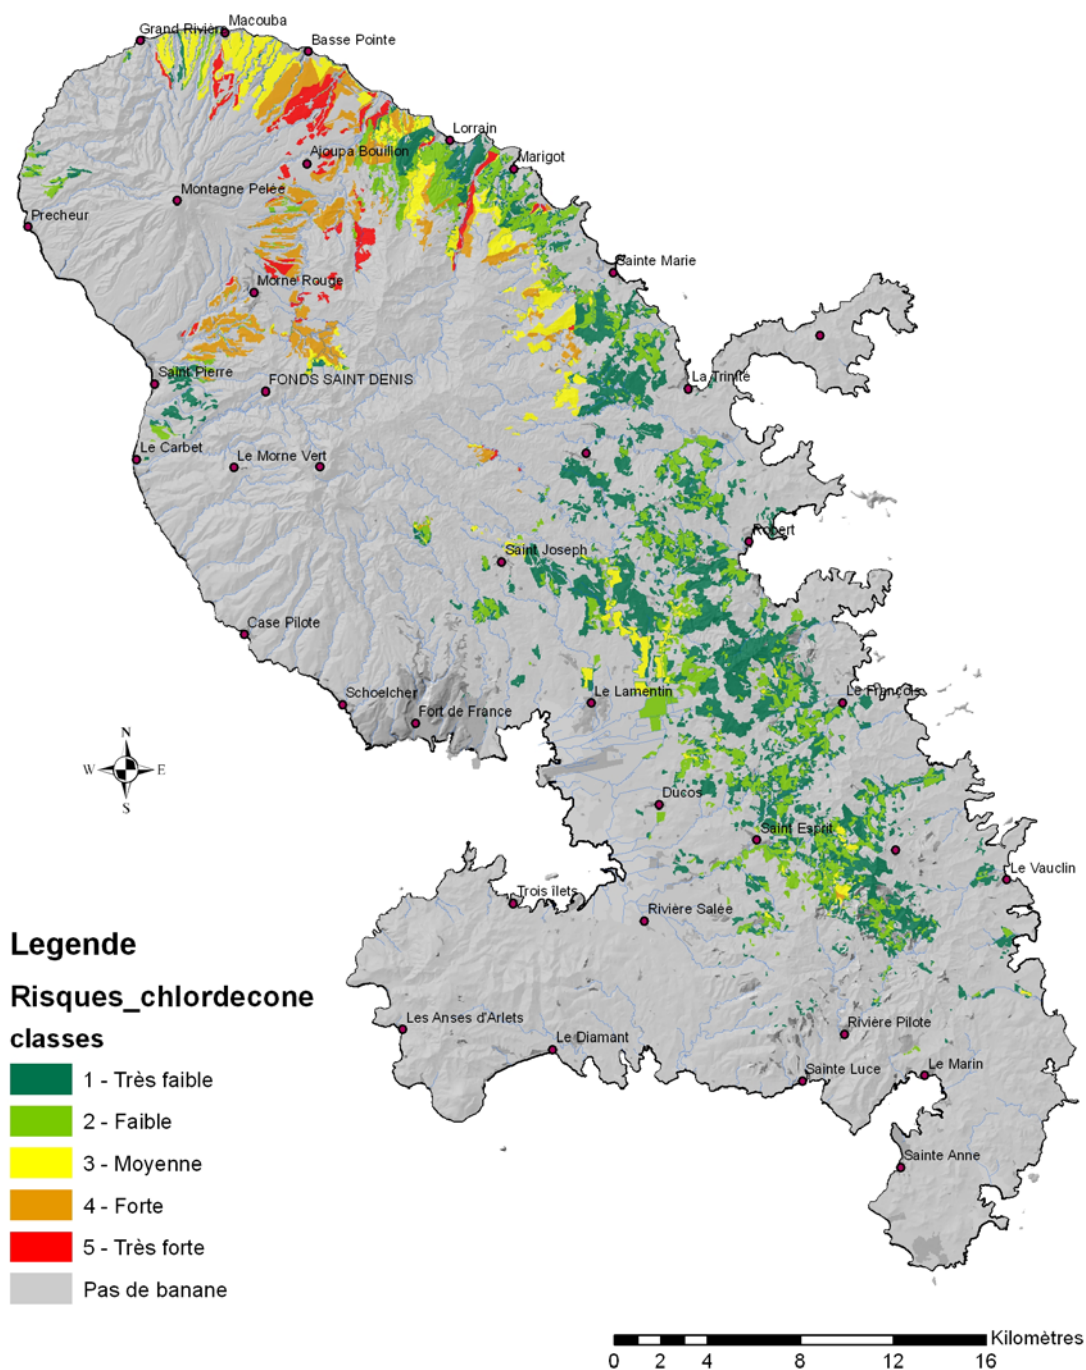 Macouba
Grand Rivière
Basse Pointe
Lorrain
Ajoupa Bouillon
Marigot
Montagne Pelée
Precheur
Sainte Marie
Morne Rouge
Saint Pierre
FONDS SAINT DENIS
La Trinité
Le Carbet
Le Morne Vert
Robert
Saint Joseph
Case Pilote
Schoelcher
Le Lamentin
Le François
Fort de France
N
W
E
S
Ducos
Saint Esprit
Le Vauclin
Trois îlets
Rivière Salée
Legende
Risques_chlordecone
classes
1 - Très faible
2 - Faible
3 - Moyenne
4 - Forte
5 - Très forte
Pas de banane
Les Anses d'Arlets
Le Diamant
Rivière Pilote
Sainte Luce
Le Marin
Sainte Anne
Kilomètres
0 2 4 8 12 16